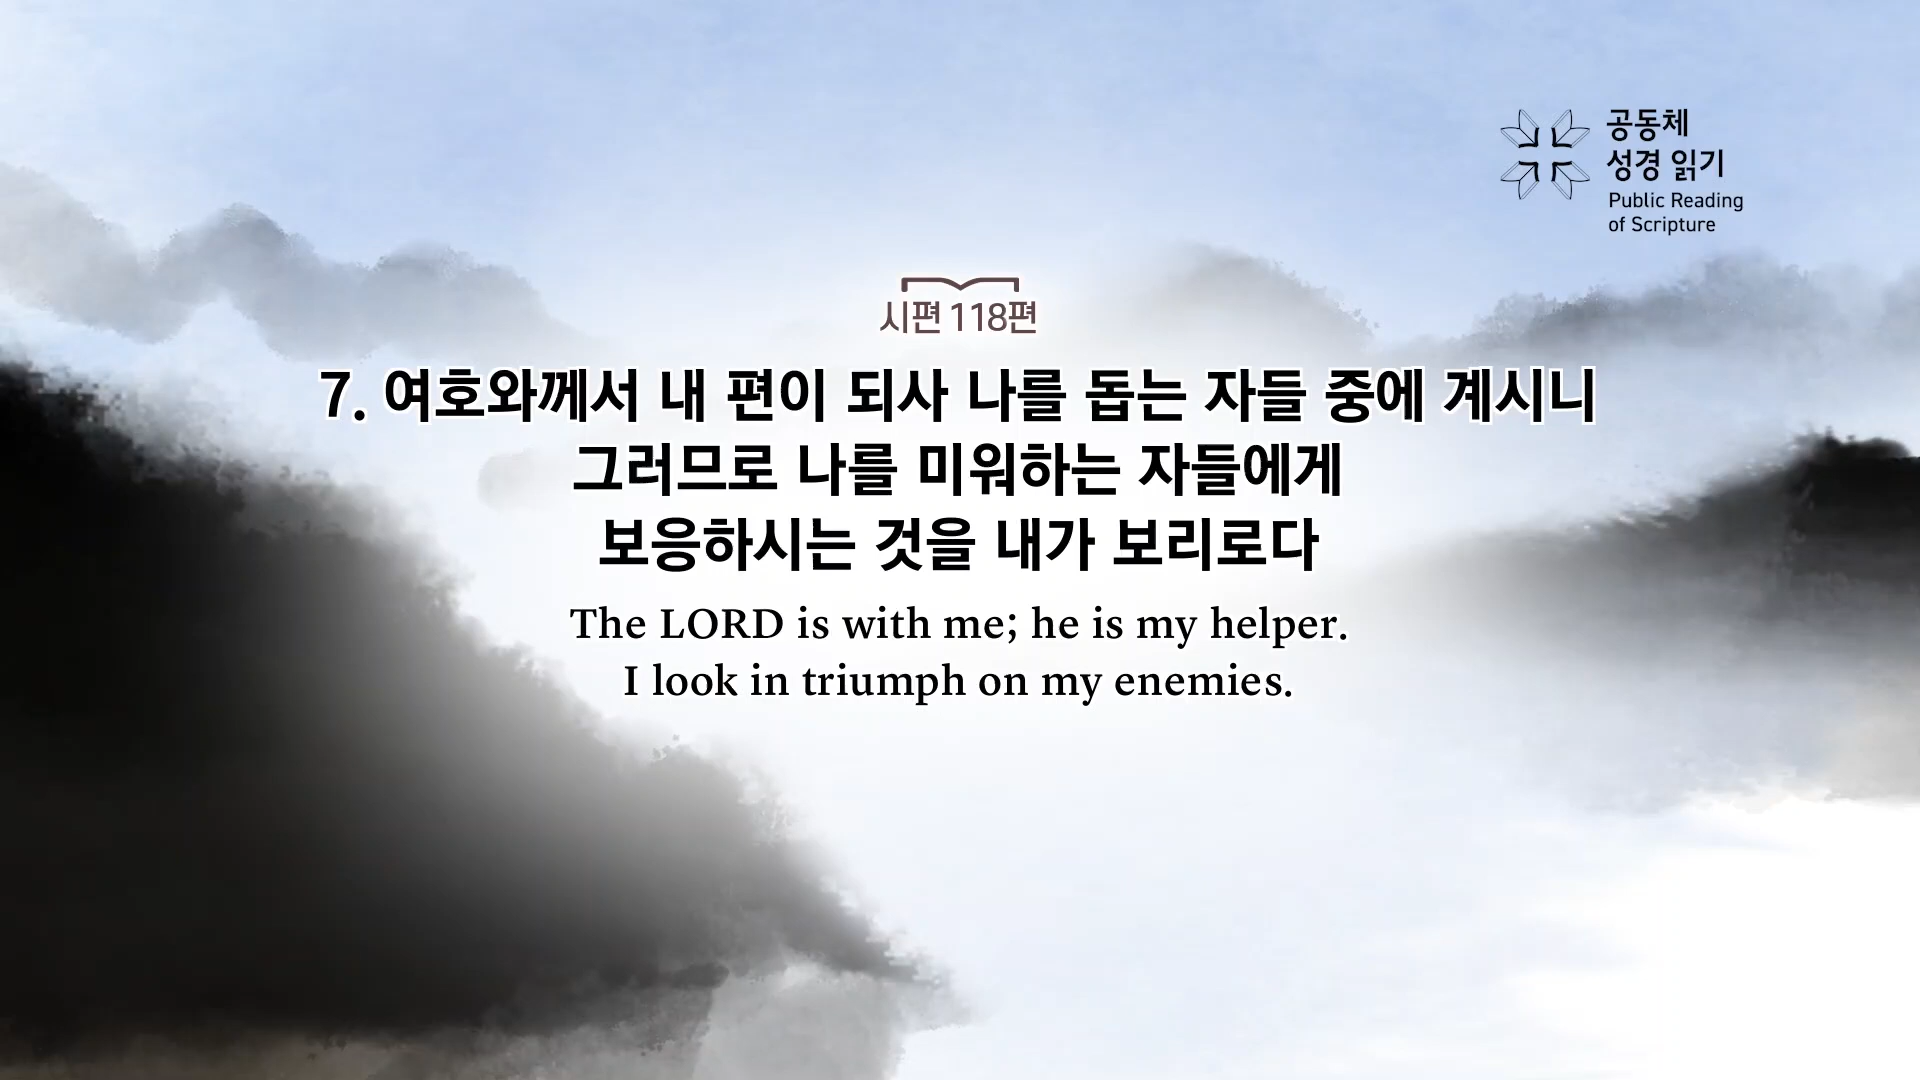 공동체
성경 읽기
Public Reading
of Scripture
시편 118편
7. 여호와께서 내 편이 되사 나를 돕는 자들 중에 계시니
그러므로 나를 미워하는 자들에게
보응하시는 것을 내가 보리로다
The LORD is with me; he is my helper.
I look in triumph on my enemies.